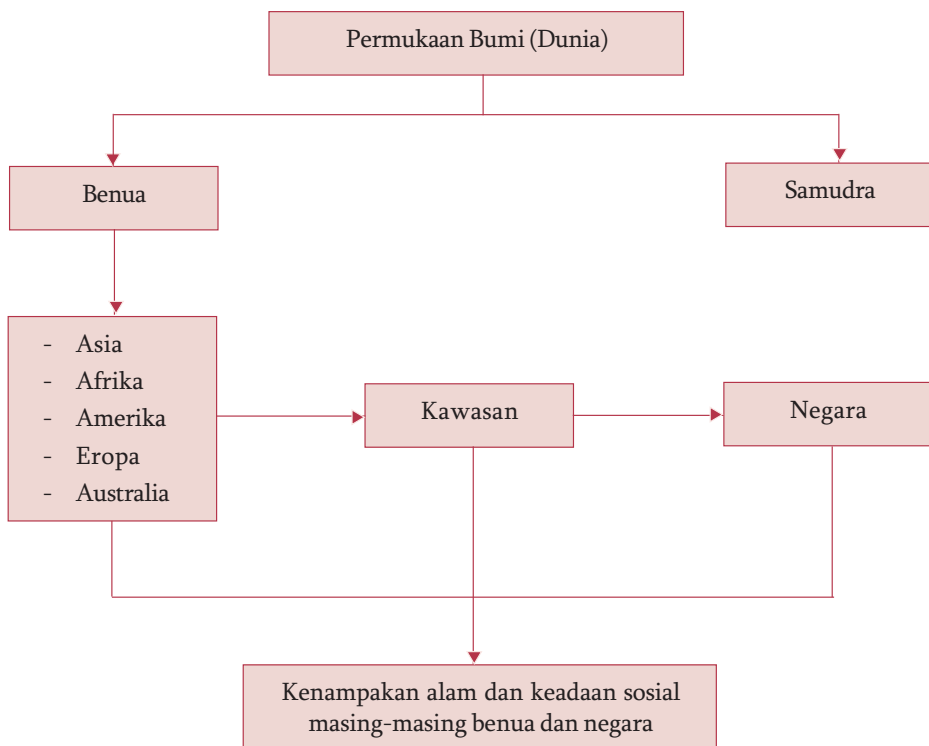 Permukaan Bumi (Dunia)
Benua
Samudra
- Asia
- Afrika
- Amerika
- Eropa
- Australia
Kawasan
Negara
Kenampakan alam dan keadaan sosial
masing-masing benua dan negara